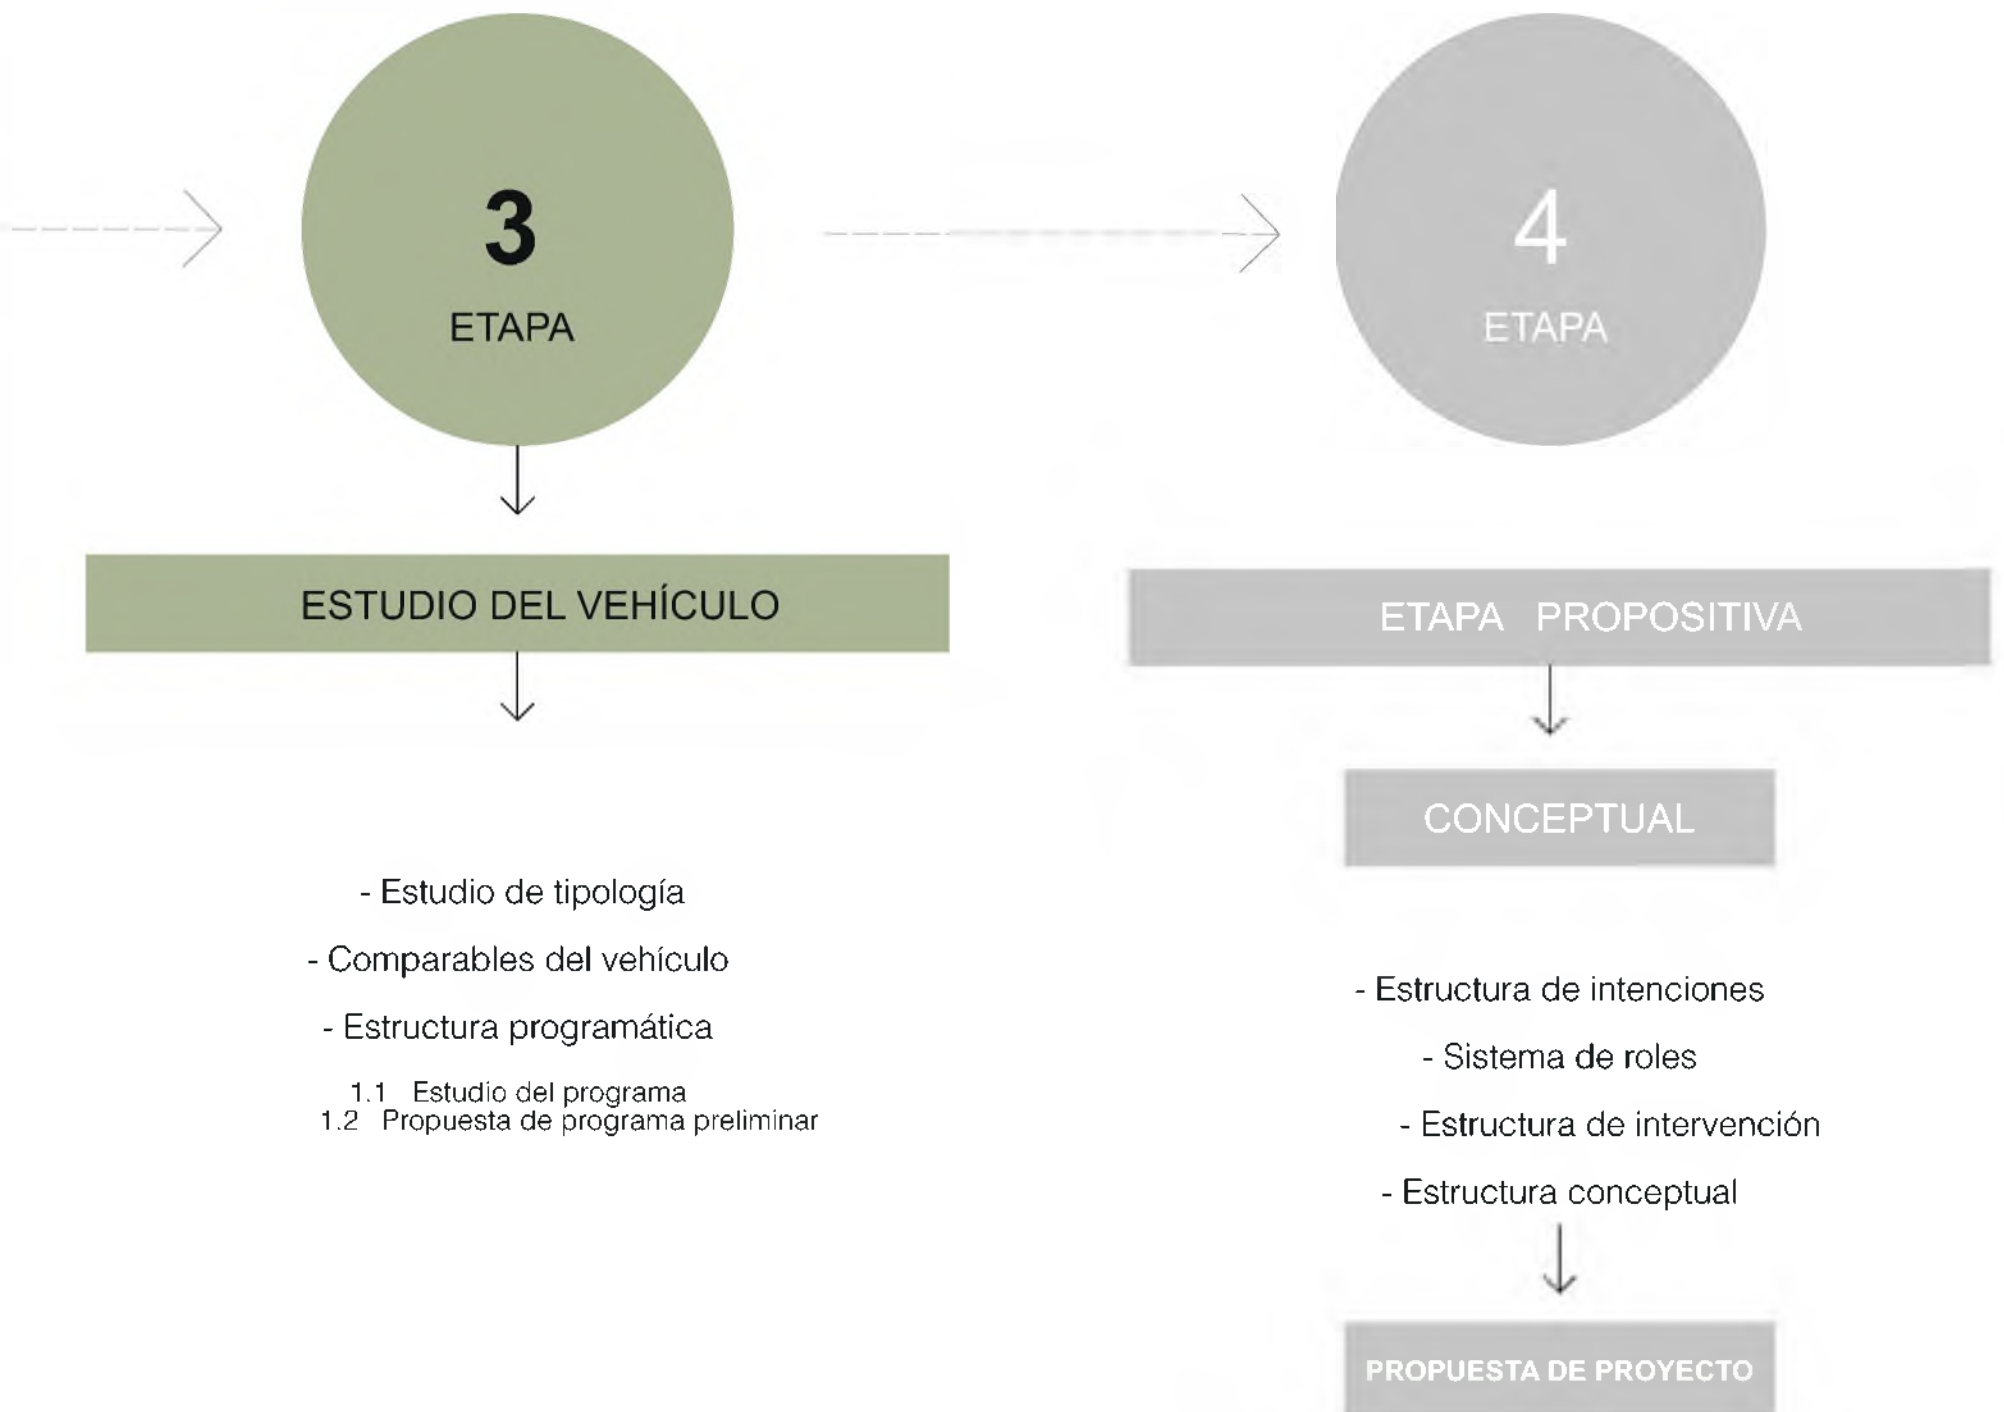 3
ETAPA
ESTUDIO DEL VEHÍCULO
- Estudio de tipología
- Comparables del vehículo
- Estructura programática
1.1 Estudio del programa
1.2 Propuesta de programa preliminar
4
ETAPA
ETAPA PROPOSITIVA
CONCEPTUAL
- Estructura de intenciones
- Sistema de roles
- Estructura de intervención
- Estructura conceptual
PROPUESTA DE PROYECTO